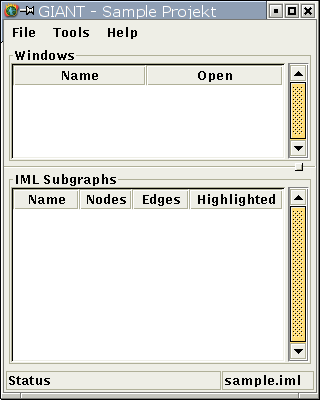 GIANT - Sample Projekt
File Tools Help
Windows
Name Open
IML Subgraphs
Name Nodes Edges Highlighted
Status sample.iml